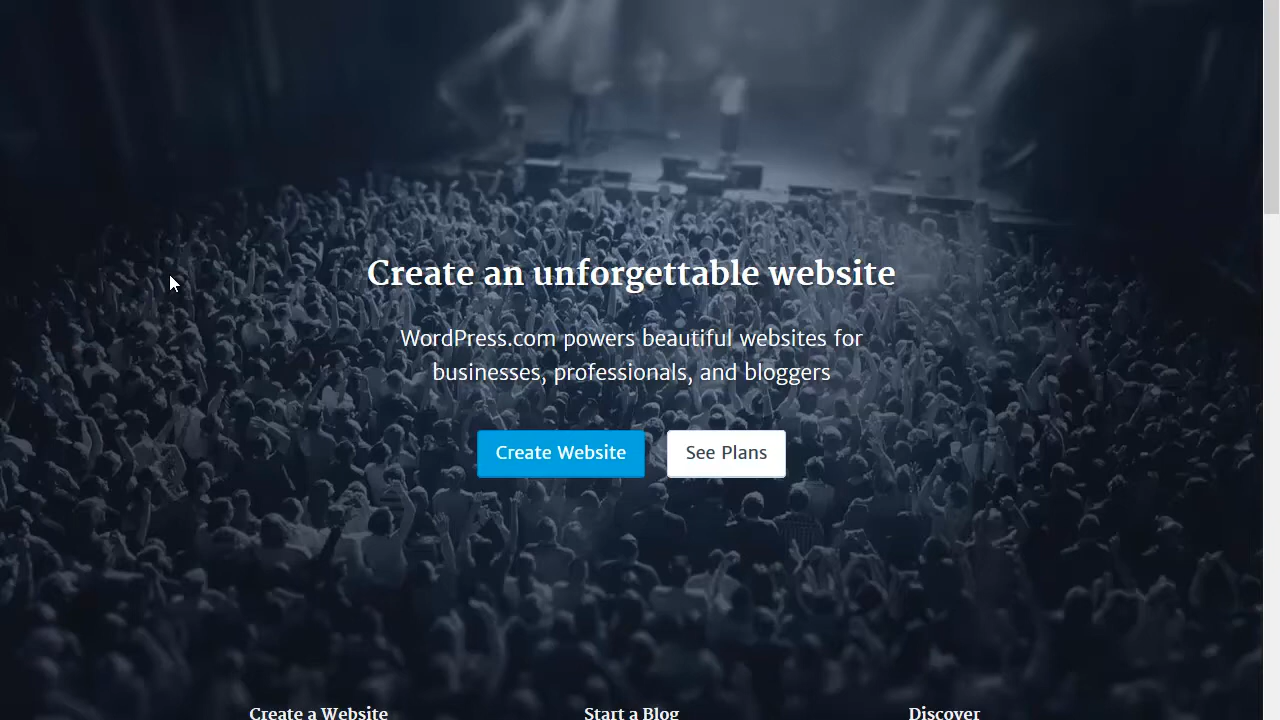 Create an unforgettable website
WordPress.com powers beautiful websites for
businesses, professionals, and bloggers
Create Website
See Plans
Create a Website
Start a Blog
Discover